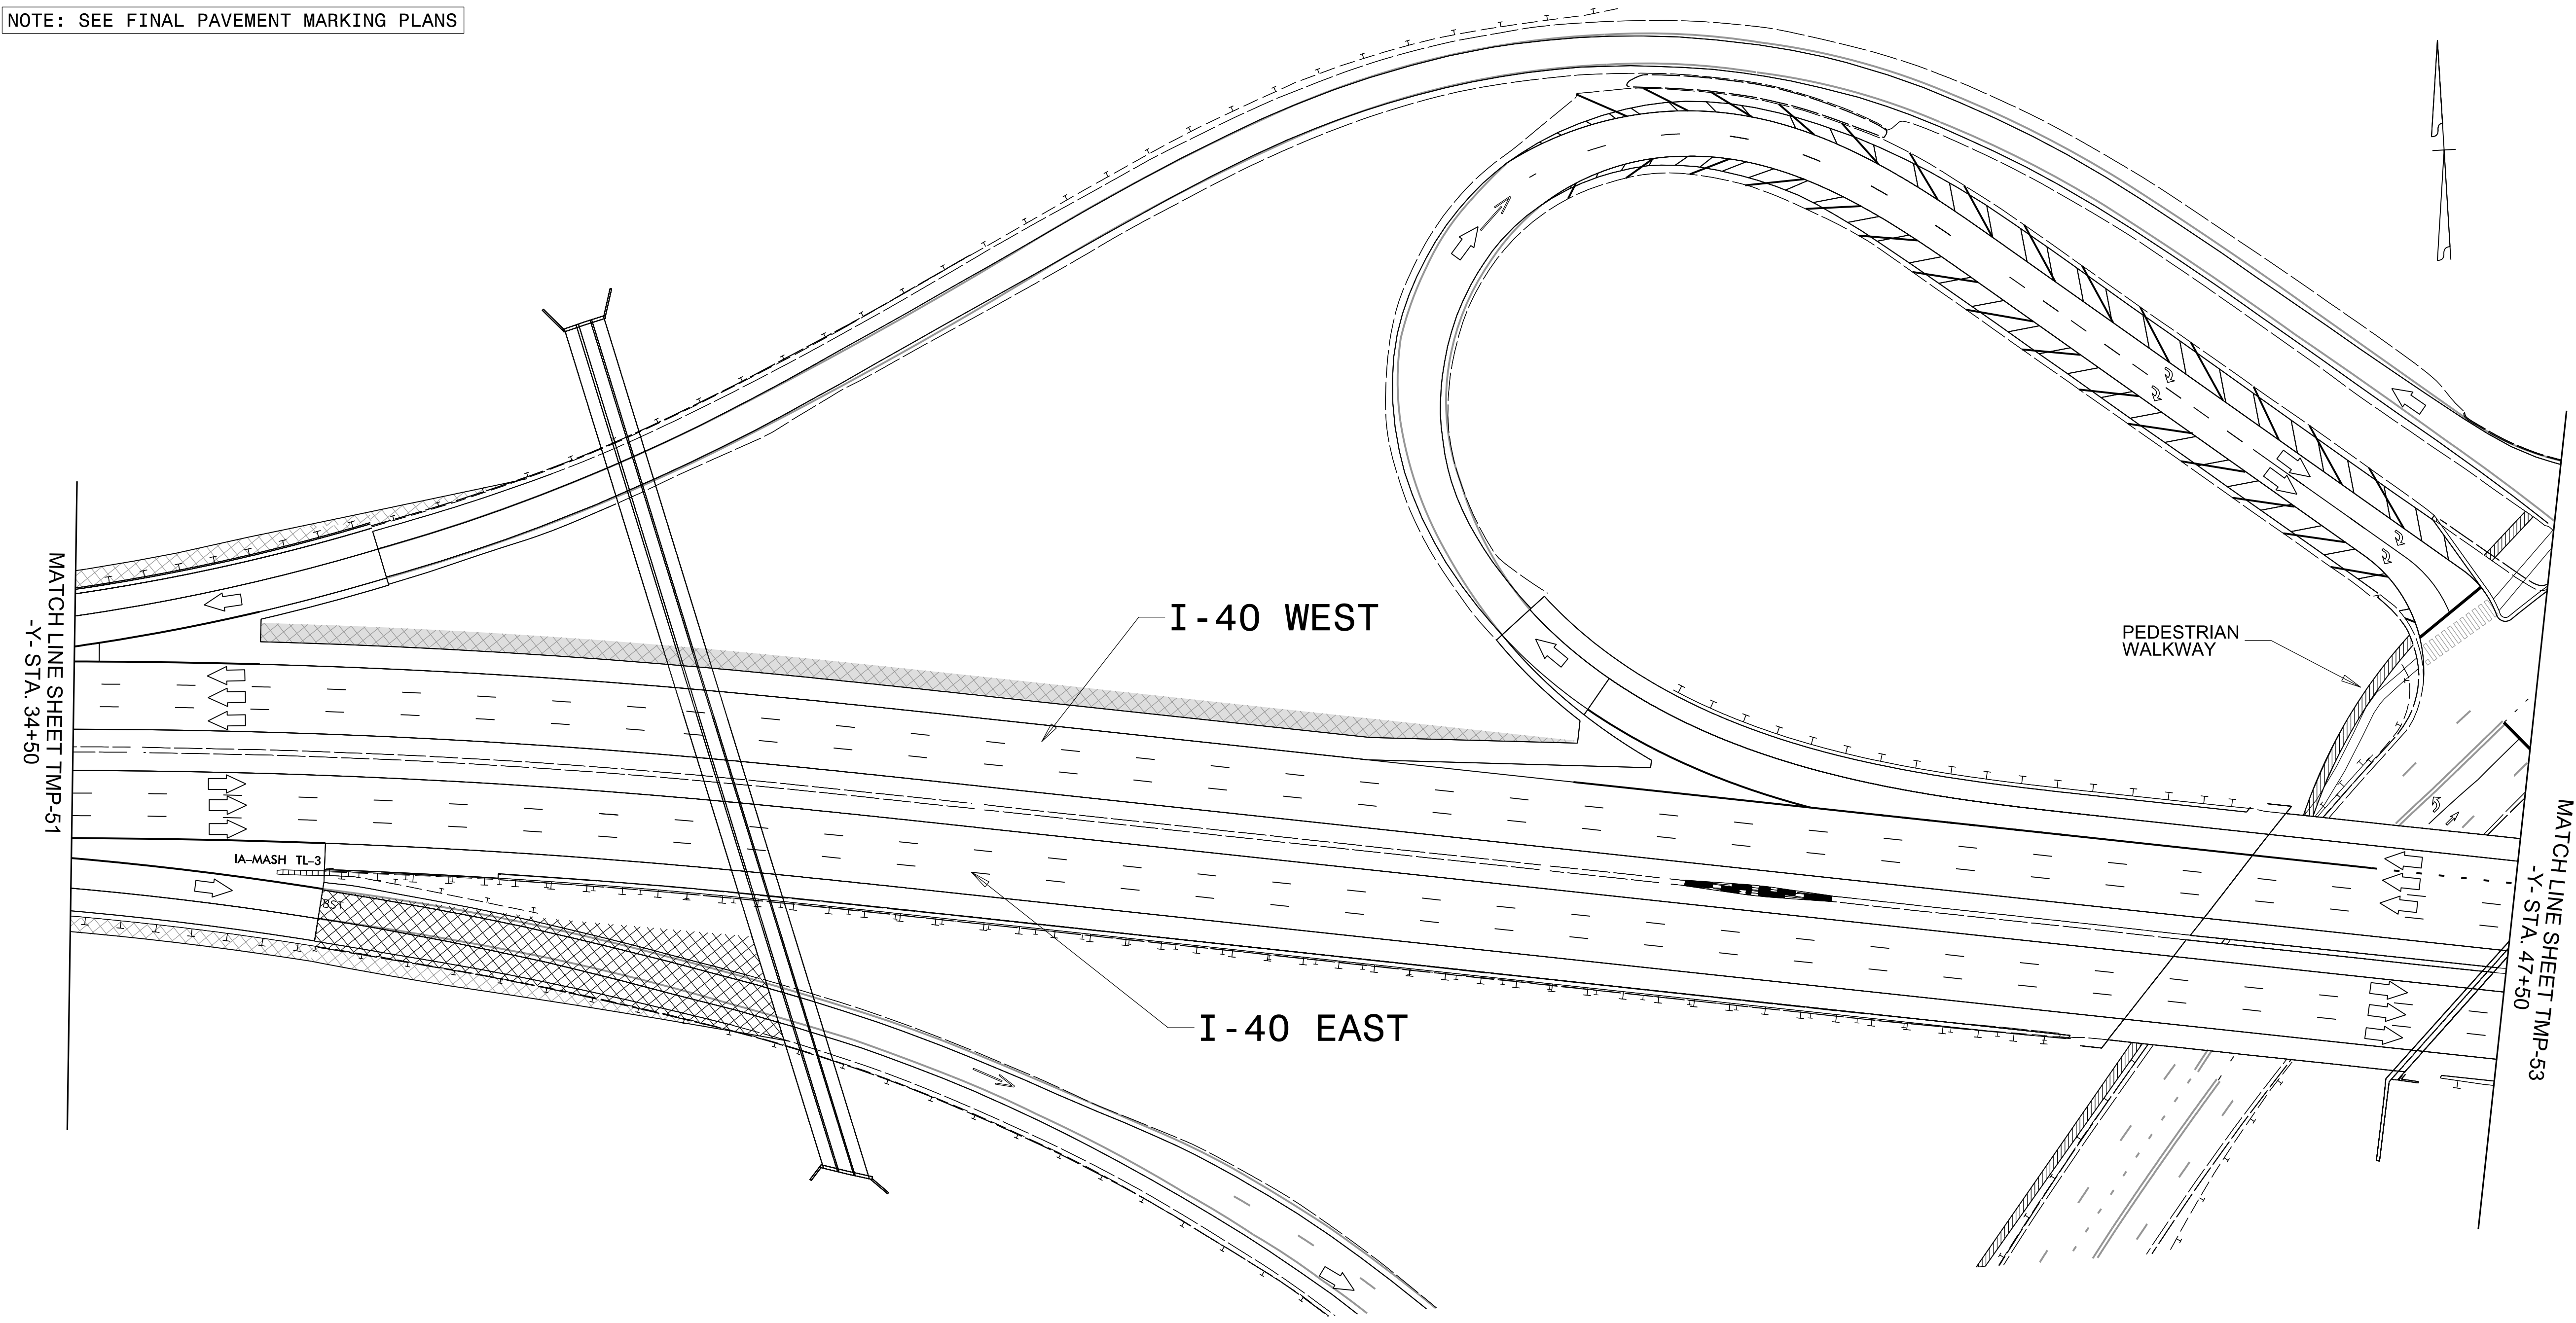 NOTE: SEE FINAL PAVEMENT MARKING PLANS
I-40 WEST
PEDESTRIAN
WALKWAY
MATCH LINE SHEET TMP-51
-Y- STA. 34+50
IA-MASH TL-3
BST
I-40 EAST
MATCH LINE SHEET TMP-53
-Y- STA. 47+50